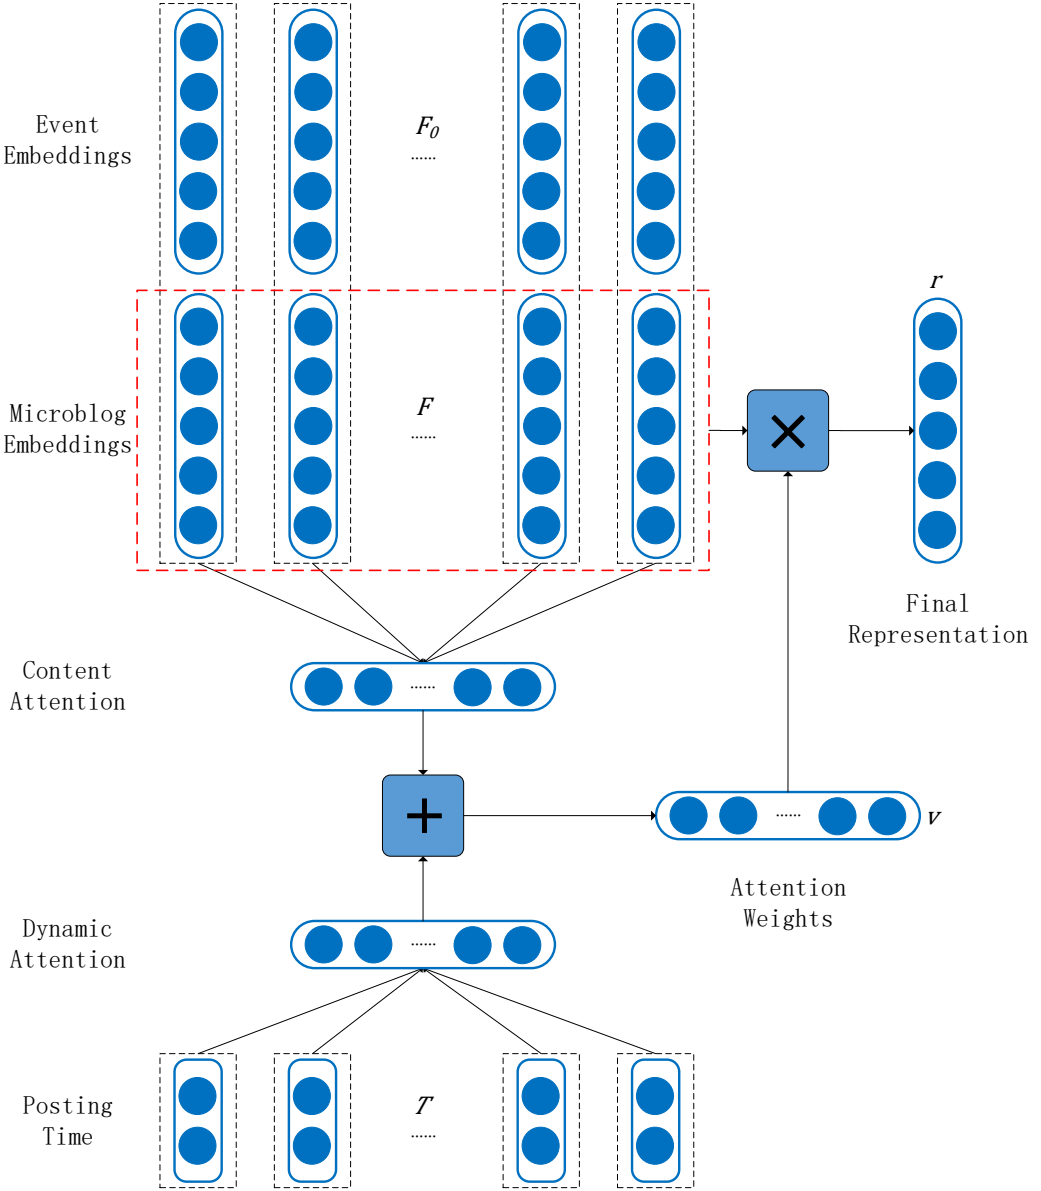 Event
Embeddings
F0
......
r
Microblog
Embeddings
F
......
×
Final
Representation
Content
Attention
......
+
......
v
Attention
Weights
Dynamic
Attention
......
Posting
Time
T
......